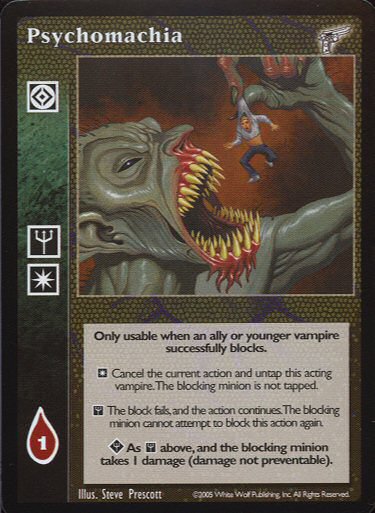 Psychomachia
Only usable when an ally or younger vampire
successfully blocks.
Cancel the current action and untap this acting
vampire. The blocking minion is not tapped.
The block fails, and the action continues. The blocking
minion cannot attempt to block this action again.
As above, and the blocking minion
takes 1 damage (damage not preventable).
1
Illus. Steve Prescott ©2005 White Wolf Publishing, Inc. All Rights Reserved.